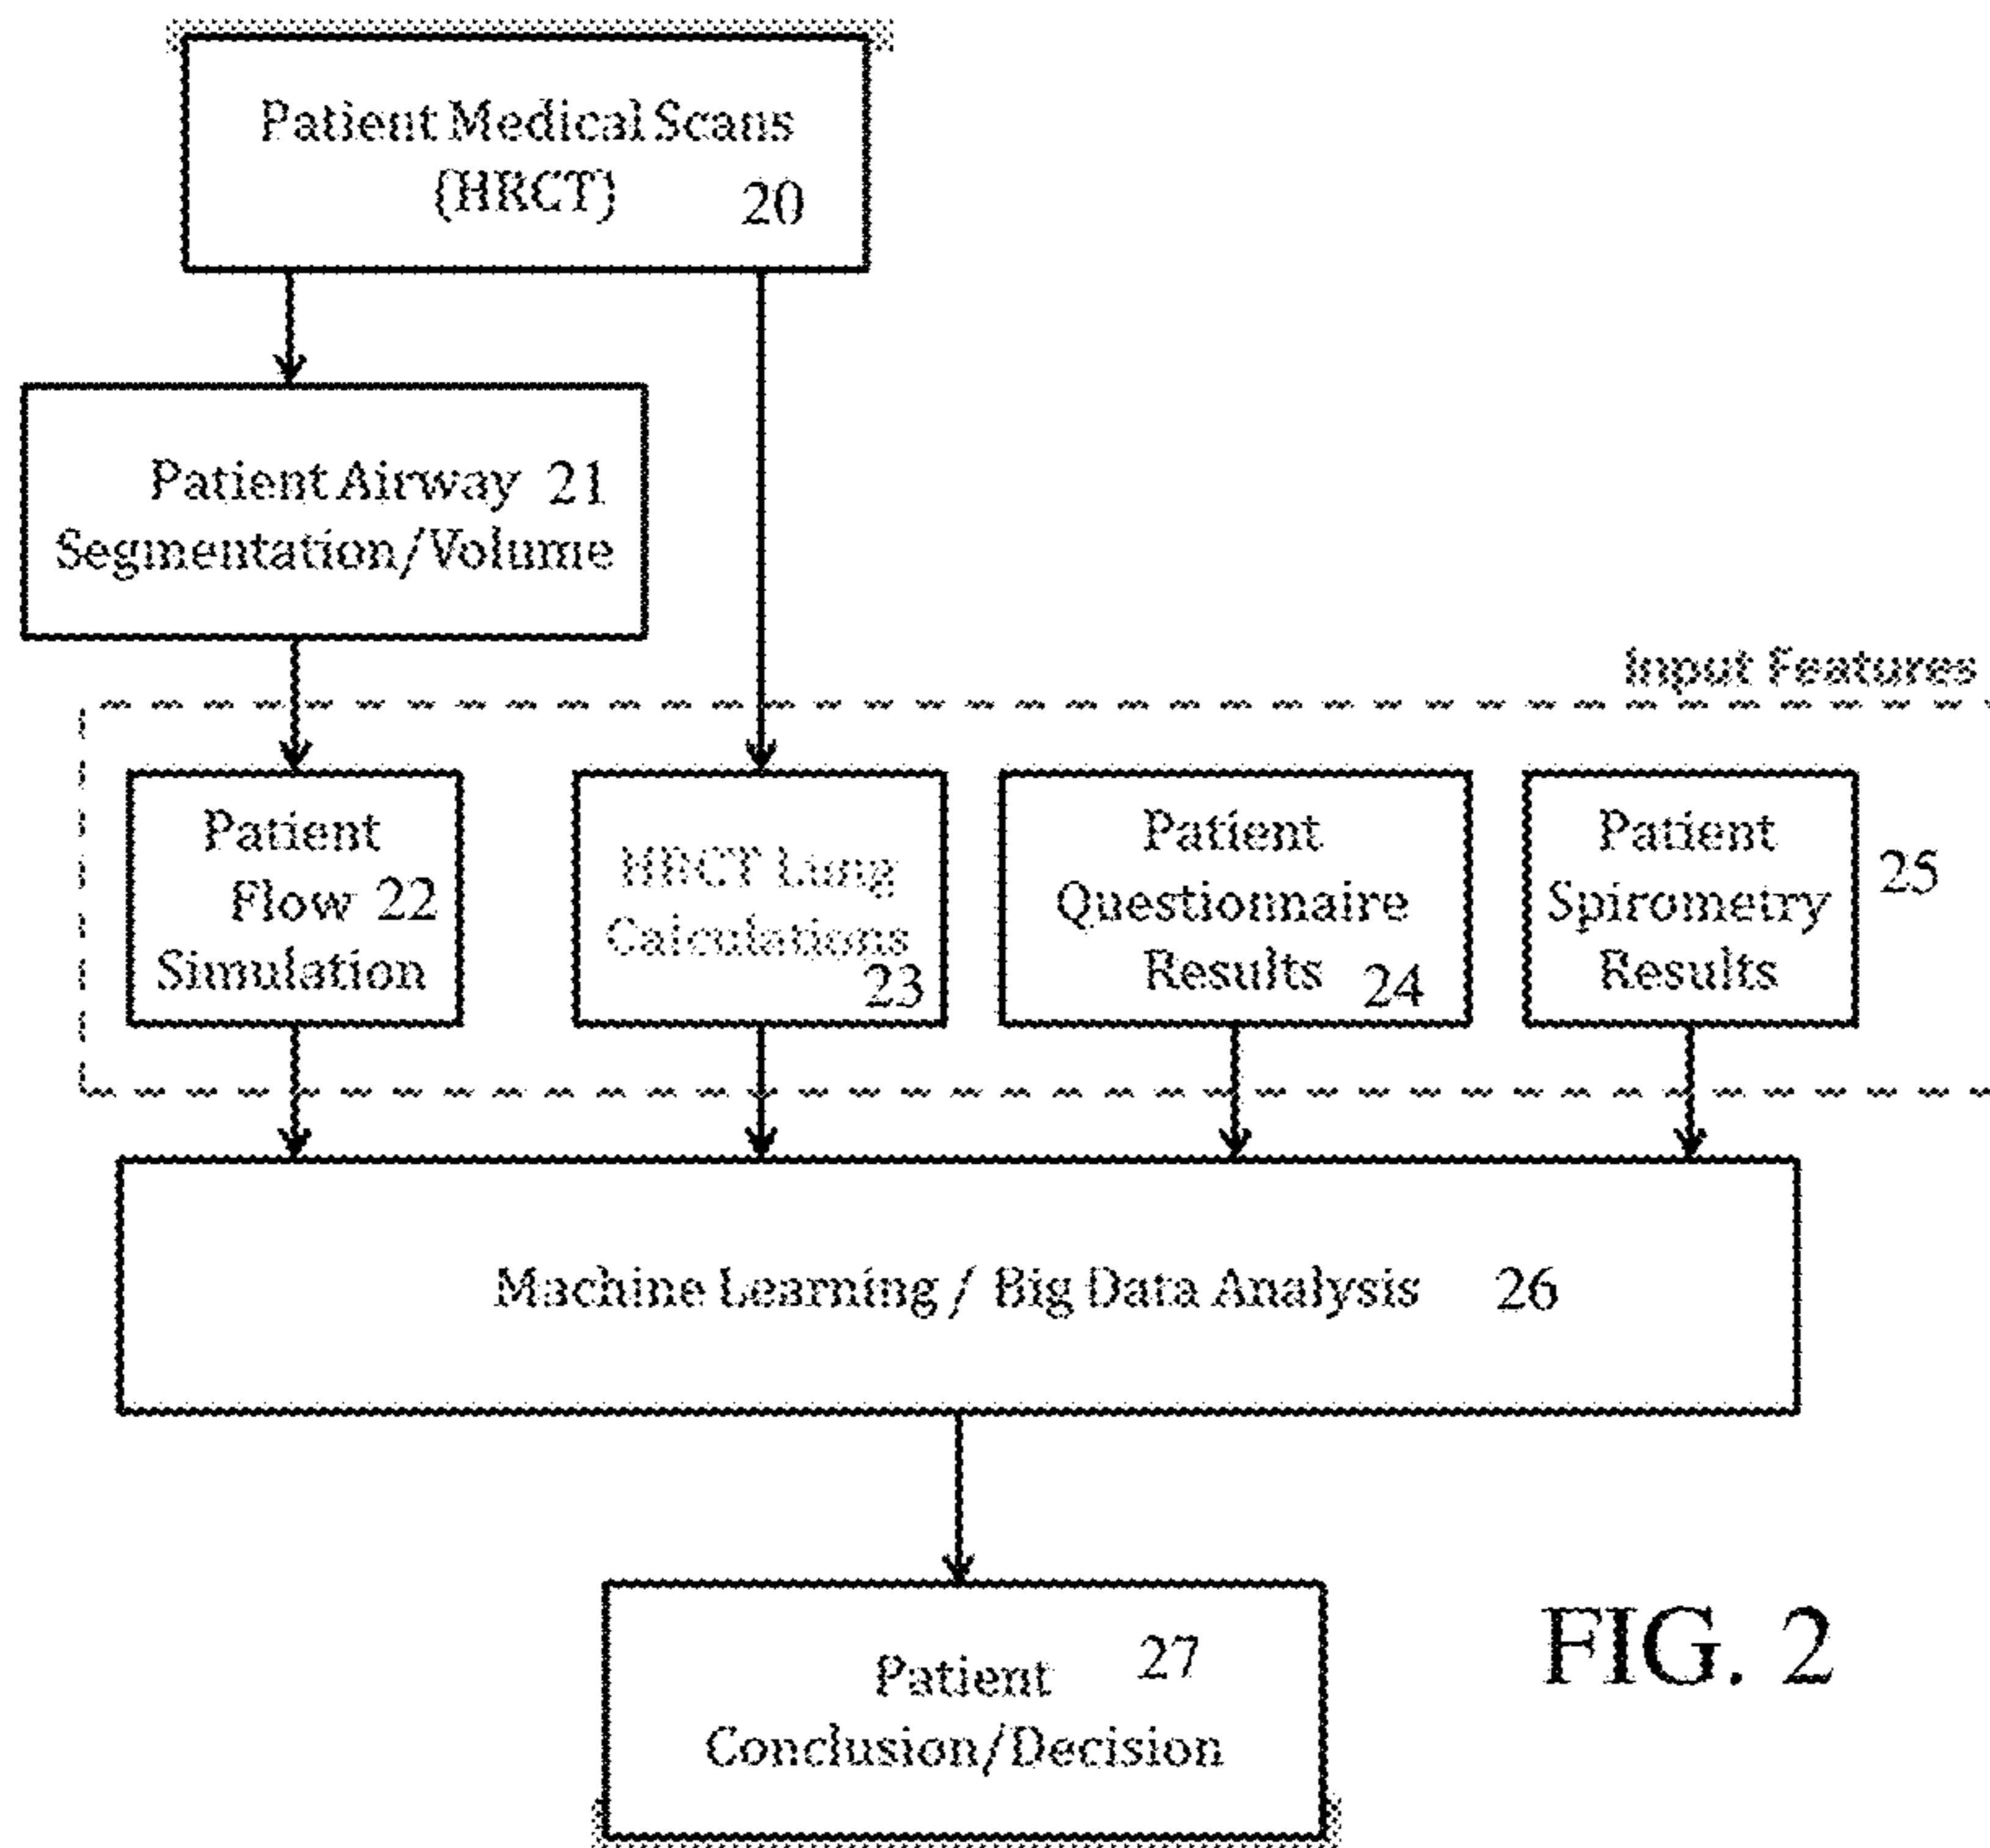 Patient Medical Scans
(HRCT) 20
Patient Airway 21
Segmentation/Volume
Input Features
Patient
Flow 22
Simulation
HRCT Lung
Calculations
23
Patient
Questionnaire
Results 24
Patient
Spirometry
Results
25
Machine Learning / Big Data Analysis 26
Patient 27
Conclusion/Decision
FIG. 2